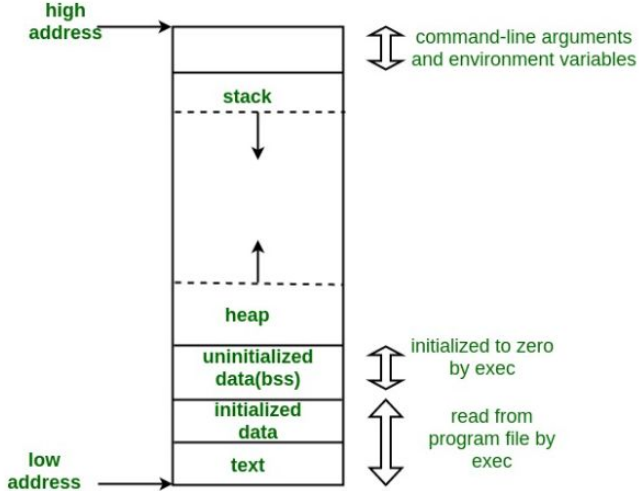 high
address
command-line arguments
and environment variables
stack
heap
uninitialized
data(bss)
initialized to zero
by exec
initialized
data
read from
program file by
exec
text
low
address